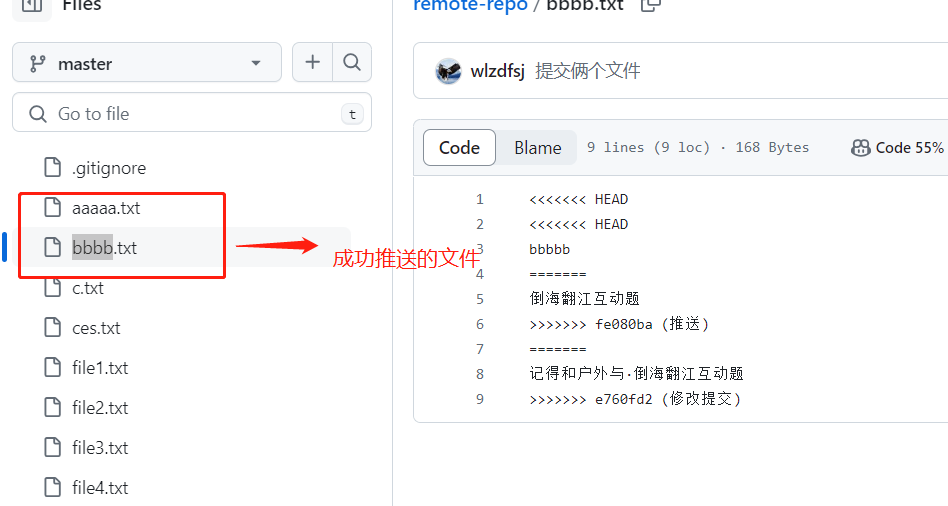 Files
remote-repo / bbbb.txt
master
wlzdfsj 提交俩个文件
Go to file
t
Code
Blame
9 lines (9 loc) · 168 Bytes
Code 55%
.gitignore
aaaaa.txt
bbbb.txt
c.txt
ces.txt
file1.txt
file2.txt
file3.txt
file4.txt
成功推送的文件
1 <<<<<<< HEAD
2 <<<<<<< HEAD
3 bbbbb
4 =======
5 倒海翻江互动题
6 >>>>>>> fe080ba (推送)
7 =======
8 记得和户外与·倒海翻江互动题
9 >>>>>>> e760fd2 (修改提交)